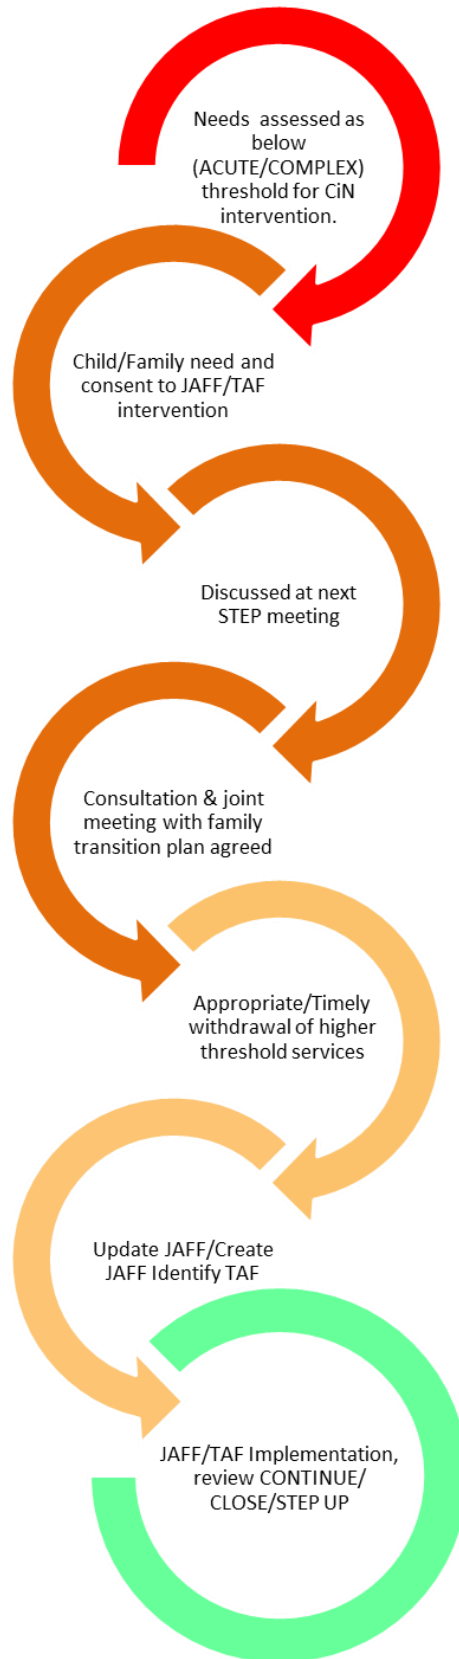 Needs assessed as
below
(ACUTE/COMPLEX)
threshold for CiN
intervention.
Child/Family need and
consent to JAFF/TAF
intervention
Discussed at next
STEP meeting
Consultation & joint
meeting with family
transition plan agreed
Appropriate/Timely
withdrawal of higher
threshold services
Update JAFF/Create
JAFF Identify TAF
JAFF/TAF Implementation,
review CONTINUE/
CLOSE/STEP UP